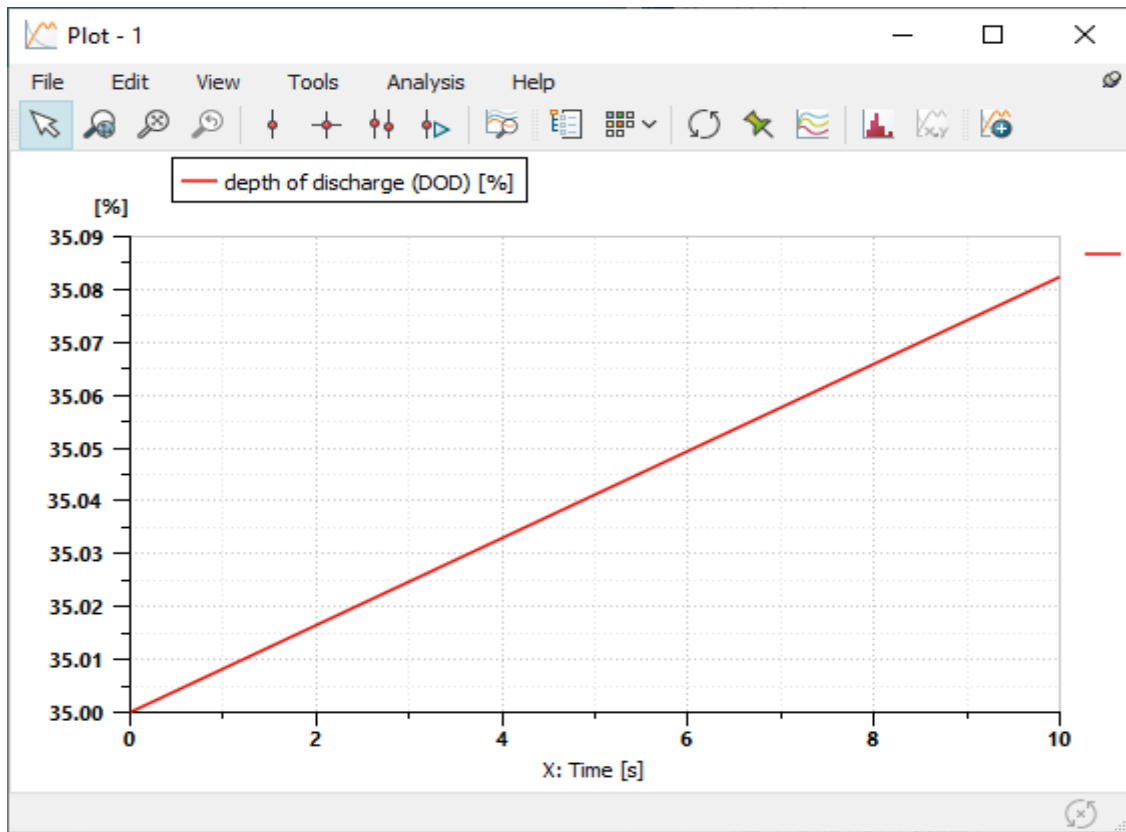 Plot - 1
File Edit View Tools Analysis Help
x,y
depth of discharge (DOD) [%]
[%]
35.09
35.08
35.07
35.06
35.05
35.04
35.03
35.02
35.01
35.00
0 2 4 6 8 10
X: Time [s]